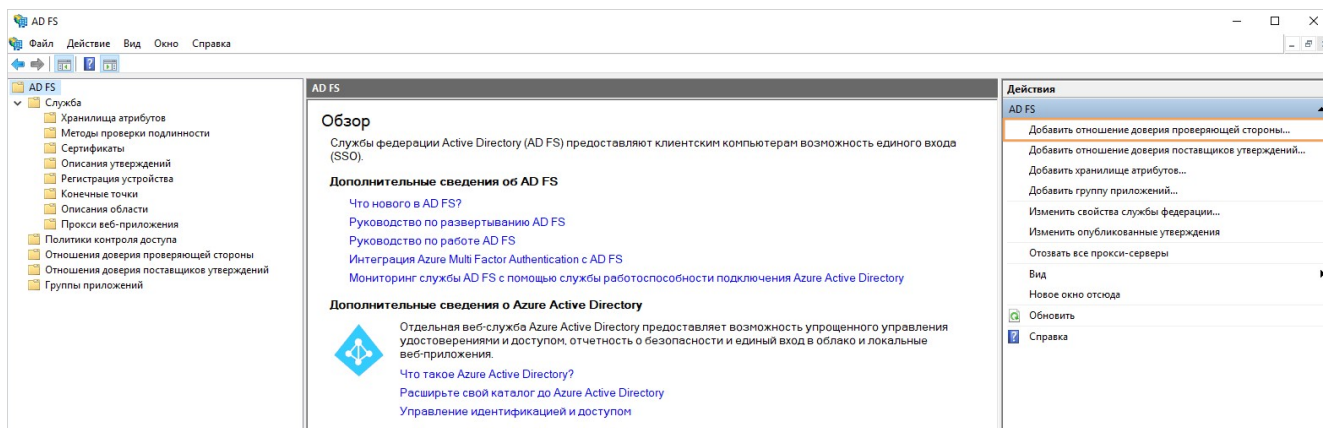 AD FS
Файл Действие Вид Окно Справка
AD FS
Служба
Хранилища атрибутов
Методы проверки подлинности
Сертификаты
Описания утверждений
Регистрация устройства
Конечные точки
Описания области
Прокси веб-приложения
Политики контроля доступа
Отношения доверия проверяющей стороны
Отношения доверия поставщиков утверждений
Группы приложений
AD FS
Обзор
Службы федерации Active Directory (AD FS) предоставляют клиентским компьютерам возможность единого входа
(SSO).
Дополнительные сведения об AD FS
Что нового в AD FS?
Руководство по развертыванию AD FS
Руководство по работе AD FS
Интеграция Azure Multi Factor Authentication с AD FS
Мониторинг службы AD FS с помощью службы работоспособности подключения Azure Active Directory
Дополнительные сведения о Azure Active Directory
Отдельная веб-служба Azure Active Directory предоставляет возможность упрощенного управления
удостоверениями и доступом, отчетность о безопасности и единый вход в облако и локальные
веб-приложения.
Что такое Azure Active Directory?
Расширьте свой каталог до Azure Active Directory
Управление идентификацией и доступом
Действия
AD FS
Добавить отношение доверия проверяющей стороны...
Добавить отношение доверия поставщиков утверждений...
Добавить хранилище атрибутов...
Добавить группу приложений...
Изменить свойства службы федерации...
Изменить опубликованные утверждения
Отозвать все прокси-серверы
Вид
Новое окно отсюда
Обновить
Справка